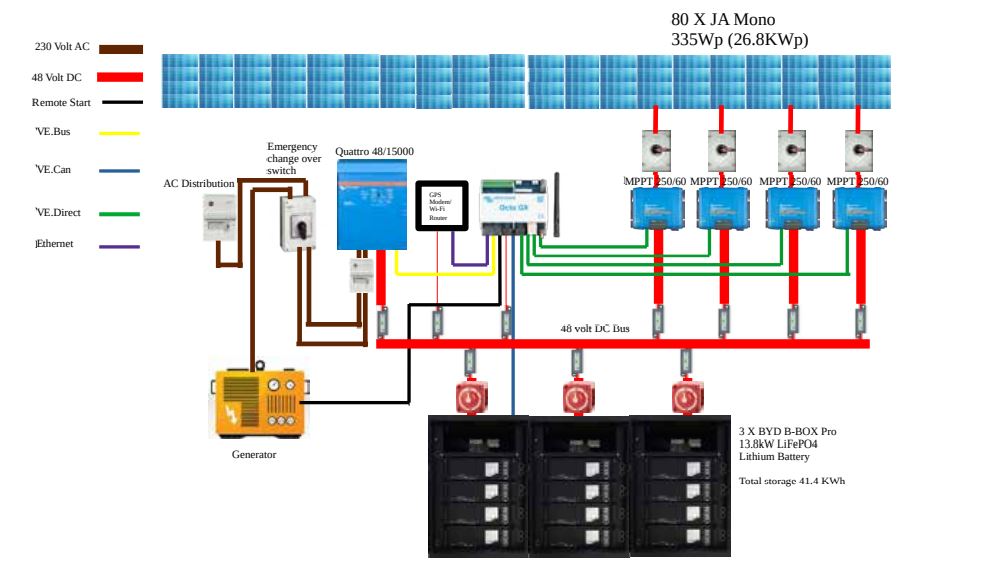 80 X JA Mono
335Wp (26.8KWp)
230 Volt AC
48 Volt DC
Remote Start
VE.Bus
VE.Can
VE.Direct
Ethernet
Emergency
change over
switch
Quattro 48/15000
AC Distribution
GPS
Modem/
Wi-Fi
Router
Octo GX
MPPT 250/60
MPPT 250/60
MPPT 250/60
MPPT 250/60
48 volt DC Bus
Generator
3 X BYD B-BOX Pro
13.8kW LiFePO4
Lithium Battery
Total storage 41.4 KWh